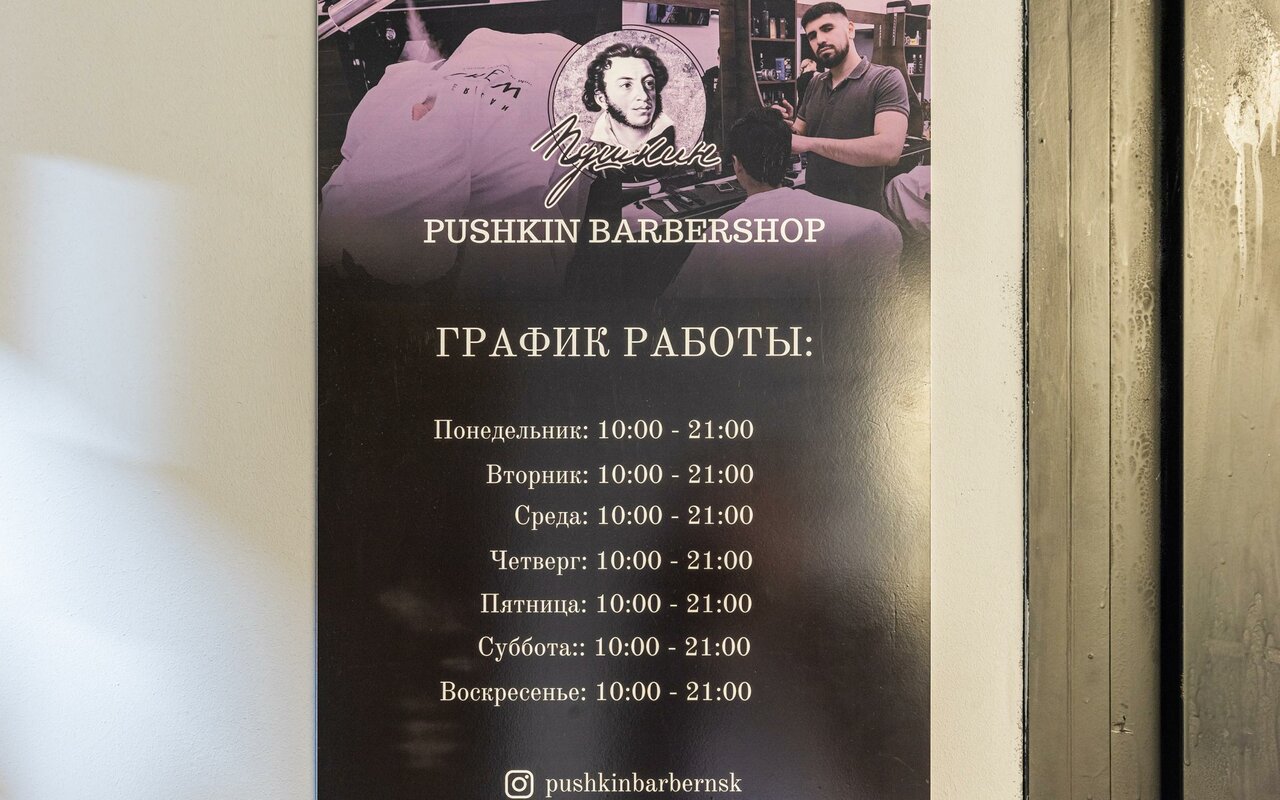 Пушкин
PUSHKIN BARBERSHOP
ГРАФИК РАБОТЫ:
Понедельник: 10:00 - 21:00
Вторник: 10:00 - 21:00
Среда: 10:00 - 21:00
Четверг: 10:00 - 21:00
Пятница: 10:00 - 21:00
Суббота:: 10:00 - 21:00
Воскресенье: 10:00 - 21:00
pushkinbarbernsk